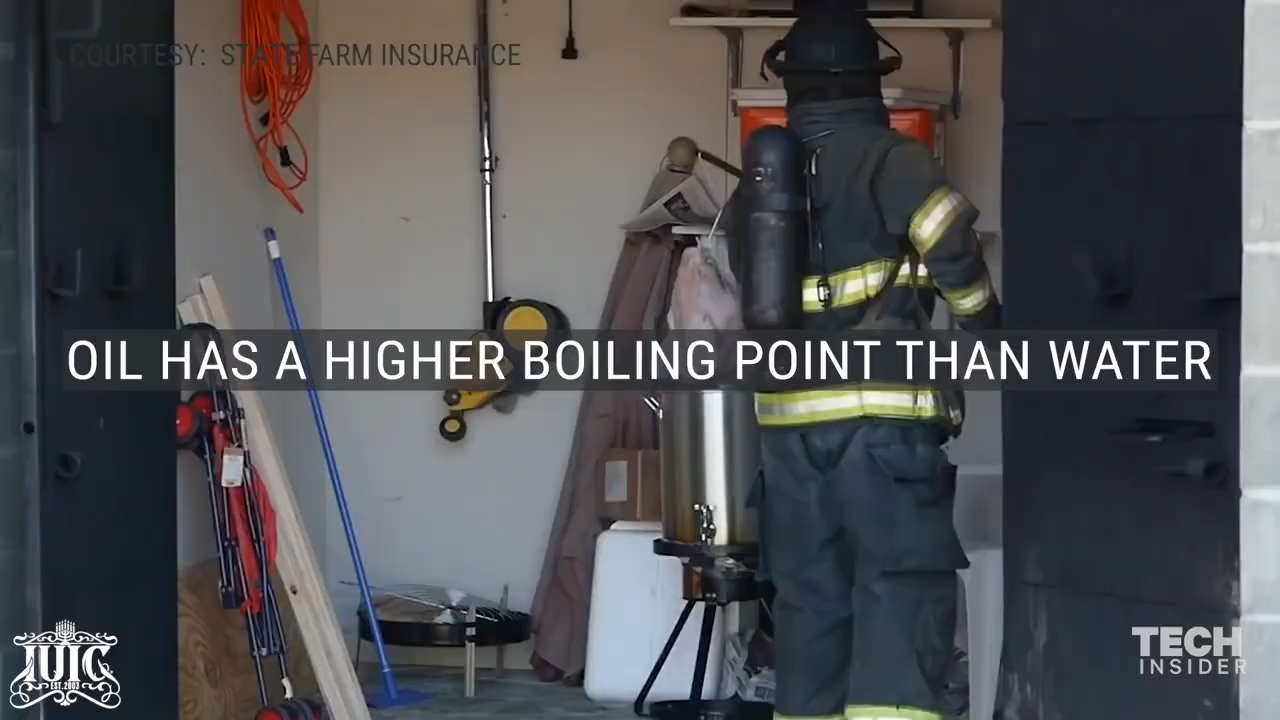 COURTESY: STATE FARM INSURANCE
OIL HAS A HIGHER BOILING POINT THAN WATER
IUIC
EST. 2003
TECH
INSIDER